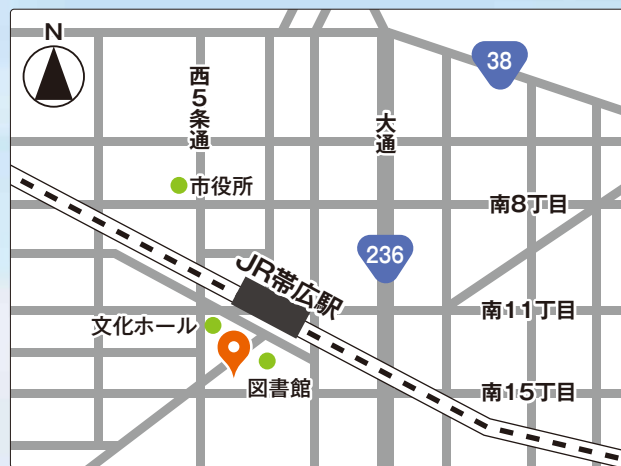 N
38
西5条通
大通
市役所
南8丁目
236
JR帯広駅
南11丁目
文化ホール
図書館
南15丁目